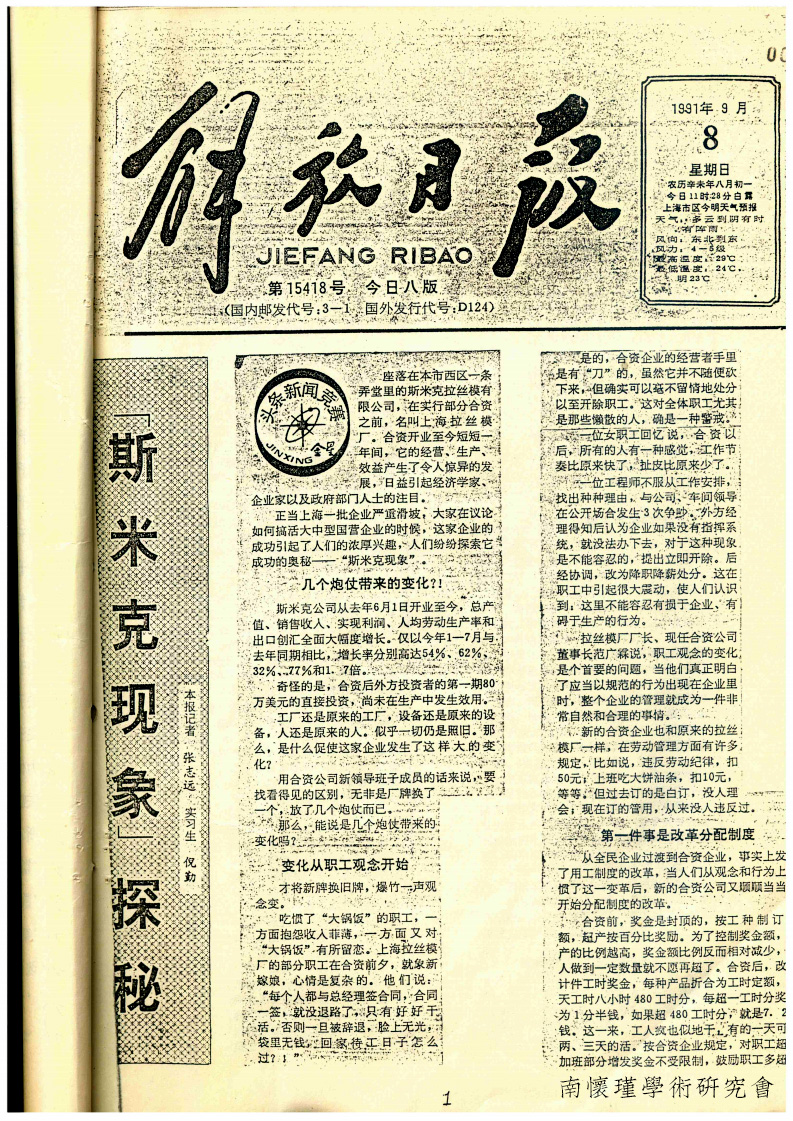 00
解放日报
JIEFANG RIBAO
第15418号 今日八版
(国内邮发代号:3—1 国外发行代号:D124)
1991年9月
8
星期日
农历辛未年八月初一
今日11时28分白露
上海市区今明天气预报
天气:多云到阴有时
有阵雨
风向:东北到东
风力:4—5级
最高温度:29℃
最低温度:24℃,
明23℃
「斯米克现象」探秘
本报记者 张志远 实习生 倪勤
头条新闻竞赛
JINXING 金星
座落在本市西区一条
弄堂里的斯米克拉丝模有
限公司,在实行部分合资
之前,名叫上海拉丝模
厂。合资开业至今短短一
年间,它的经营、生产、
效益产生了令人惊异的发
展,日益引起经济学家、
企业家以及政府部门人士的注目。
正当上海一批企业严重滑坡,大家在议论
如何搞活大中型国营企业的时候,这家企业的
成功引起了人们的浓厚兴趣,人们纷纷探索它
成功的奥秘——“斯米克现象”。
几个炮仗带来的变化?!
斯米克公司从去年6月1日开业至今,总产
值、销售收入、实现利润、人均劳动生产率和
出口创汇全面大幅度增长。仅以今年1—7月与
去年同期相比,增长率分别高达54%、62%、
32%、77%和1.7倍。
奇怪的是,合资后外方投资者的第一期80
万美元的直接投资,尚未在生产中发生效用。
工厂还是原来的工厂,设备还是原来的设
备,人还是原来的人。似乎一切仍是照旧。那
么,是什么促使这家企业发生了这样大的变
化?
用合资公司新领导班子成员的话来说,要
找看得见的区别,无非是厂牌换了
一个,放了几个炮仗而已。
那么,能说是几个炮仗带来的
变化吗?
变化从职工观念开始
才将新牌换旧牌,爆竹一声观
念变。
吃惯了“大锅饭”的职工,一
方面抱怨收入菲薄,一方面又对
“大锅饭”有所留恋。上海拉丝模
厂的部分职工在合资前夕,就象新
嫁娘,心情是复杂的。他们说:
“每个人都与总经理签合同,合同
一签,就没退路了,只有好好干
活。否则一旦被辞退,脸上无光,
袋里无钱,回家待工日子怎么
过?!”
是的,合资企业的经营者手里
是有“刀”的,虽然它并不随便砍
下来,但确实可以毫不留情地处分
以至开除职工。这对全体职工尤其
是那些懒散的人,确是一种警戒。
一位女职工回忆说,合资以
后,所有的人有一种感觉:工作节
奏比原来快了,扯皮比原来少了。
一位工程师不服从工作安排,
找出种种理由,与公司、车间领导
在公开场合发生3次争吵。外方经
理得知后认为企业如果没有指挥系
统,就没法办下去,对于这种现象
是不能容忍的,提出立即开除。后
经协调,改为降职降薪处分。这在
职工中引起很大震动,使人们认识
到:这里不能容忍有损于企业、有
碍于生产的行为。
拉丝模厂厂长、现任合资公司
董事长范广霖说,职工观念的变化
是个首要的问题,当他们真正明白
了应当以规范的行为出现在企业里
时,整个企业的管理就成为一件非
常自然和合理的事情。
新的合资企业也和原来的拉丝
模厂一样,在劳动管理方面有许多
规定,比如说,违反劳动纪律,扣
50元;上班吃大饼油条,扣10元,
等等。但过去订的是白订,没人理
会;现在订的管用,从来没人违反过。
第一件事是改革分配制度
从全民企业过渡到合资企业,事实上发
了用工制度的改革,当人们从观念和行为上
惯了这一变革后,新的合资公司又顺顺当当
开始分配制度的改革。
合资前,奖金是封顶的,按工种制订
额,超产按百分比奖励。为了控制奖金额,
产的比例越高,奖金额比例反而相对减少,
人做到一定数量就不愿再超了。合资后,改
计件工时奖金,每种产品折合为工时定额,
天工时八小时480工时分,每超一工时分奖
为1分半钱,如果超480工时分,就是7.2
钱。这一来,工人疯也似地干,有的一天可
两、三天的活。按合资企业规定,对职工超
加班部分增发奖金不受限制,鼓励职工多超
南懷瑾學術研究會
1